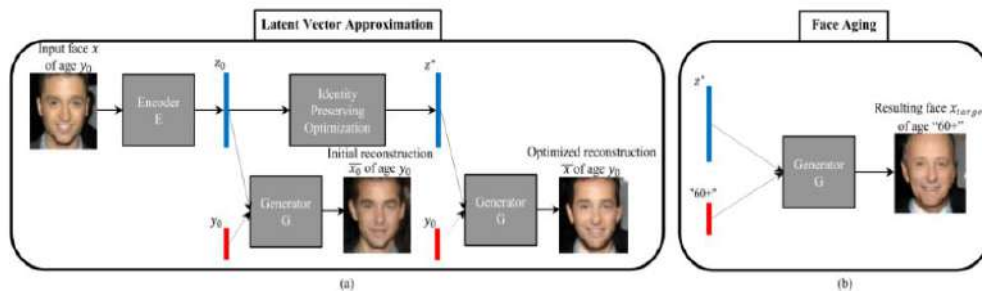 Latent Vector Approximation
Input face x
of age y₀
Encoder
E
z₀
Identity
Preserving
Optimization
z*
Initial reconstruction
x̄₀ of age y₀
Optimized reconstruction
x̄ of age y₀
y₀
Generator
G
y₀
Generator
G
(a)
Face Aging
z*
"60+"
Generator
G
Resulting face x_target
of age "60+"
(b)